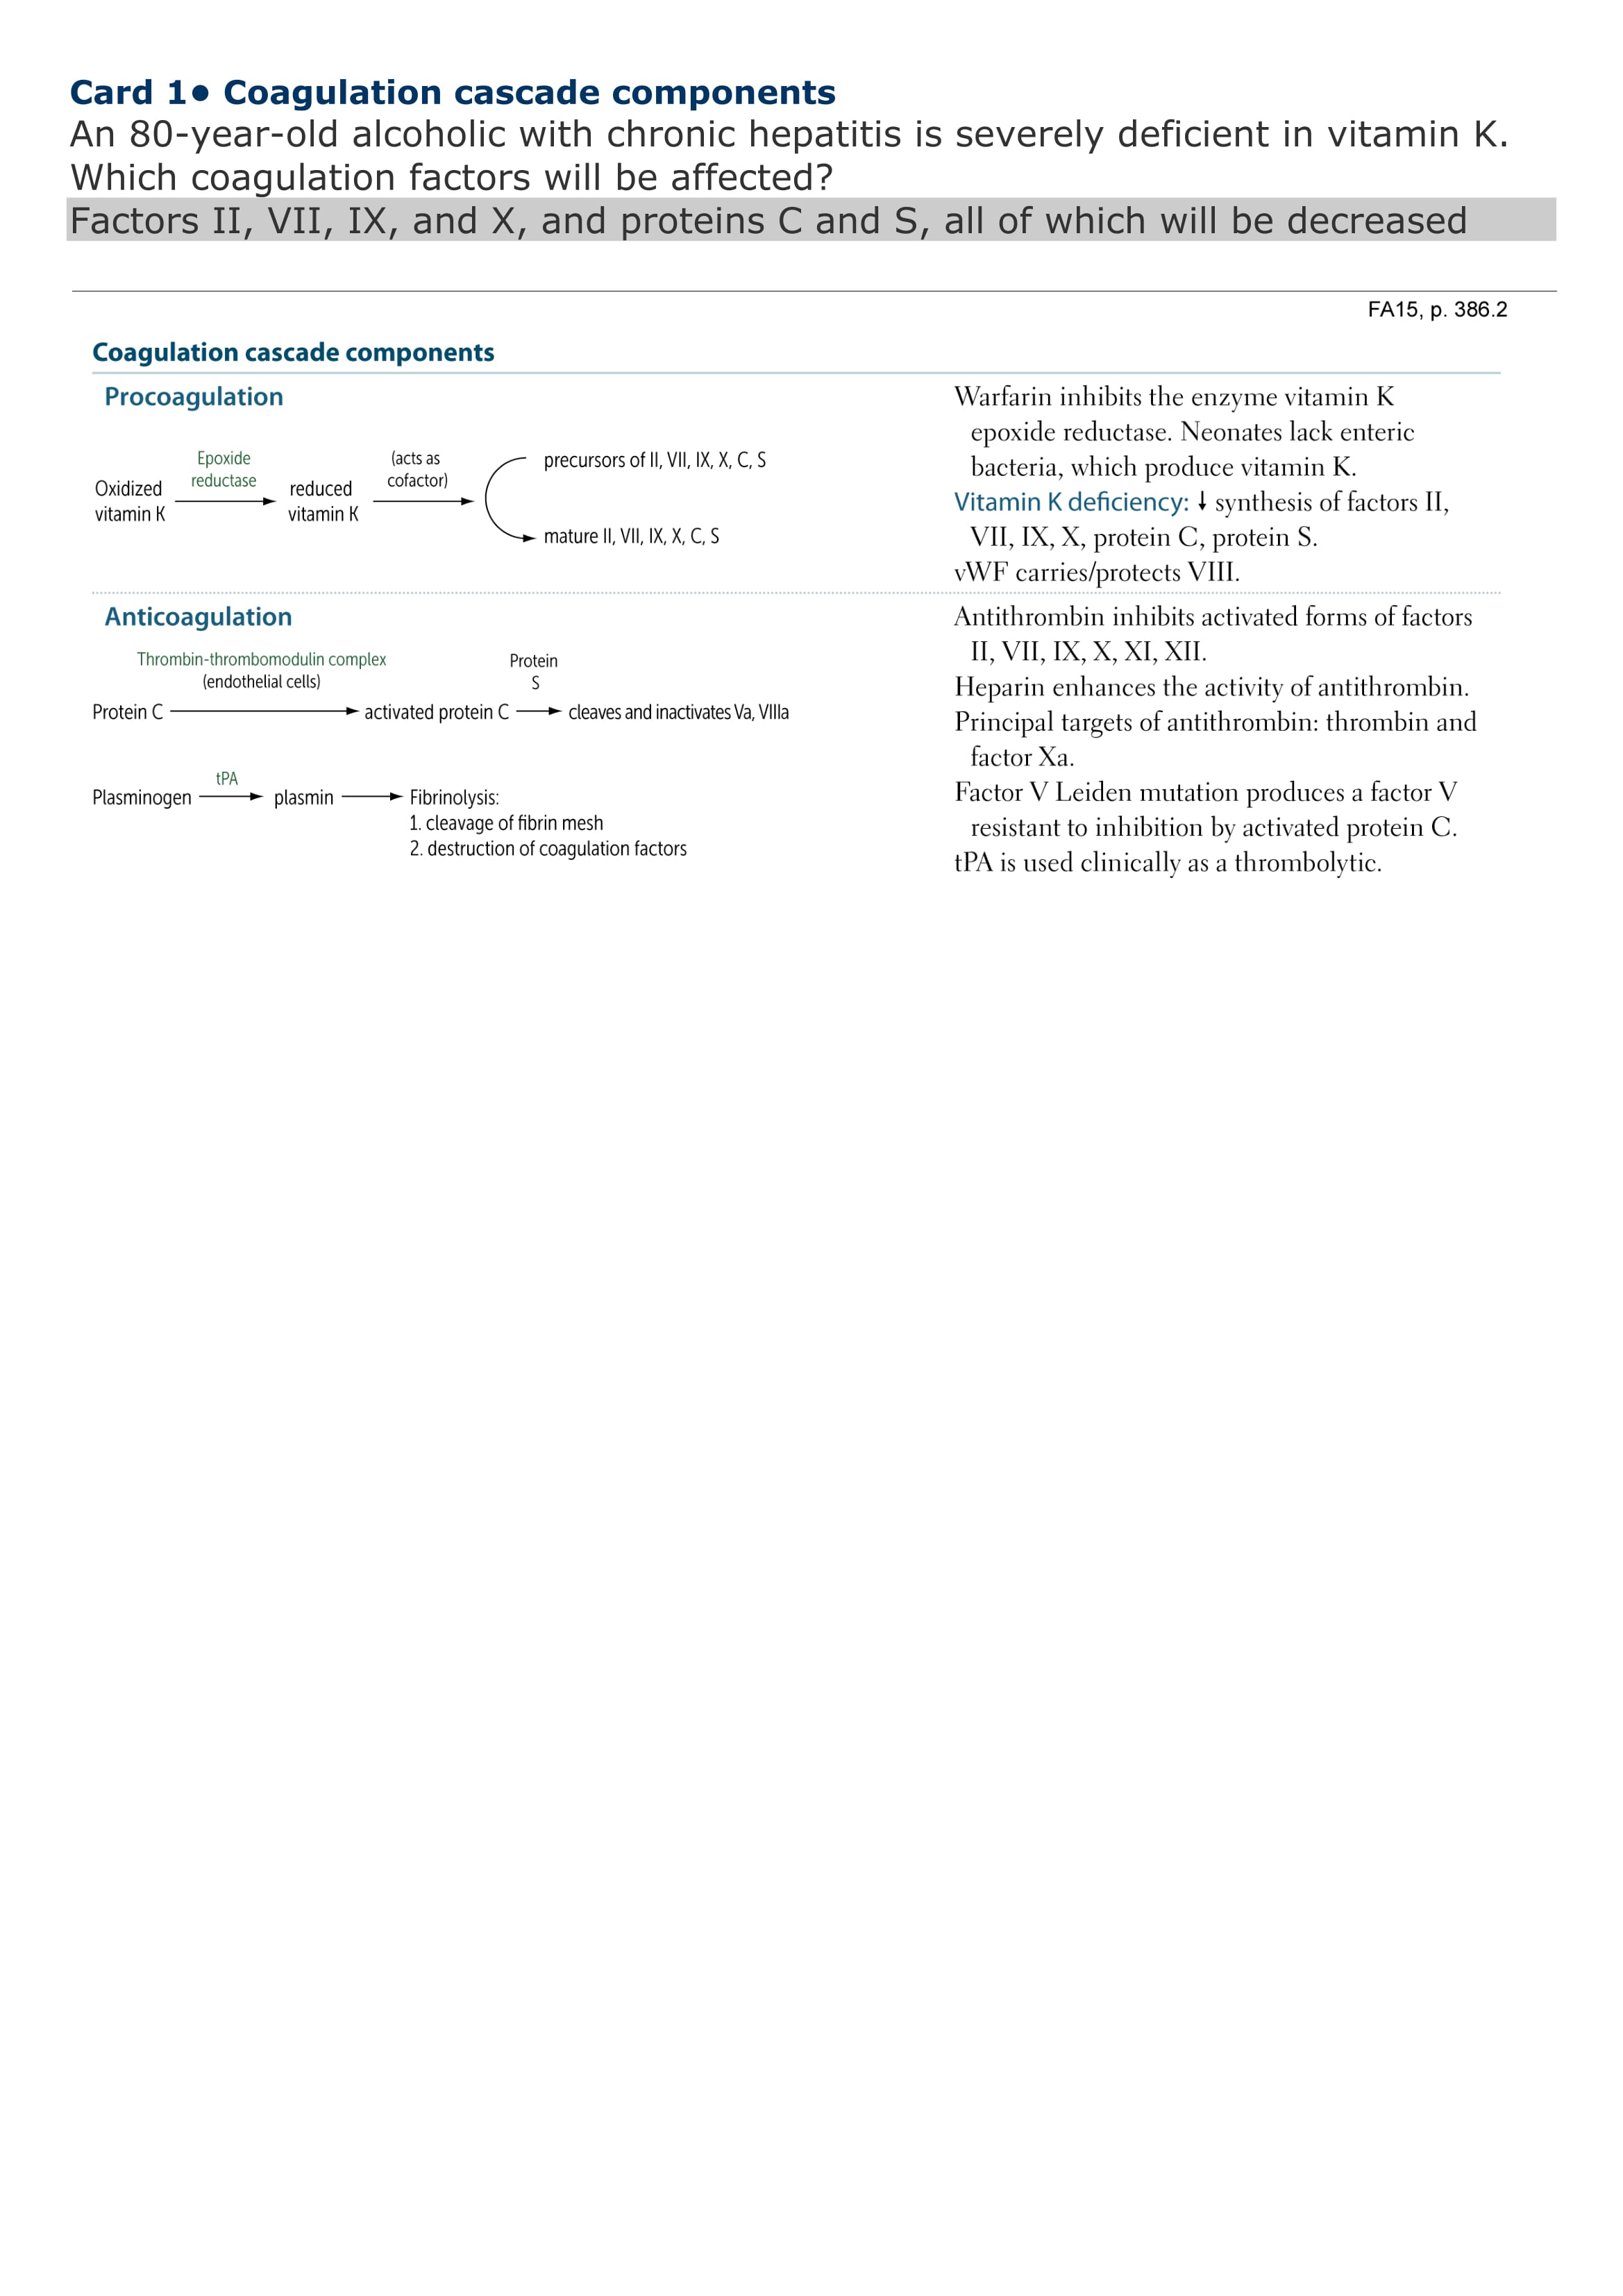 Card 1• Coagulation cascade components
An 80-year-old alcoholic with chronic hepatitis is severely deficient in vitamin K.
Which coagulation factors will be affected?
Factors II, VII, IX, and X, and proteins C and S, all of which will be decreased
FA15, p. 386.2
Coagulation cascade components
Procoagulation
Oxidized
vitamin K
Epoxide
reductase
reduced
vitamin K
(acts as
cofactor)
precursors of II, VII, IX, X, C, S
mature II, VII, IX, X, C, S
Warfarin inhibits the enzyme vitamin K
epoxide reductase. Neonates lack enteric
bacteria, which produce vitamin K.
Vitamin K deficiency: ↓ synthesis of factors II,
VII, IX, X, protein C, protein S.
vWF carries/protects VIII.
Anticoagulation
Thrombin-thrombomodulin complex
(endothelial cells)
Protein
S
Protein C
activated protein C
cleaves and inactivates Va, VIIIa
tPA
Plasminogen
plasmin
Fibrinolysis:
1. cleavage of fibrin mesh
2. destruction of coagulation factors
Antithrombin inhibits activated forms of factors
II, VII, IX, X, XI, XII.
Heparin enhances the activity of antithrombin.
Principal targets of antithrombin: thrombin and
factor Xa.
Factor V Leiden mutation produces a factor V
resistant to inhibition by activated protein C.
tPA is used clinically as a thrombolytic.